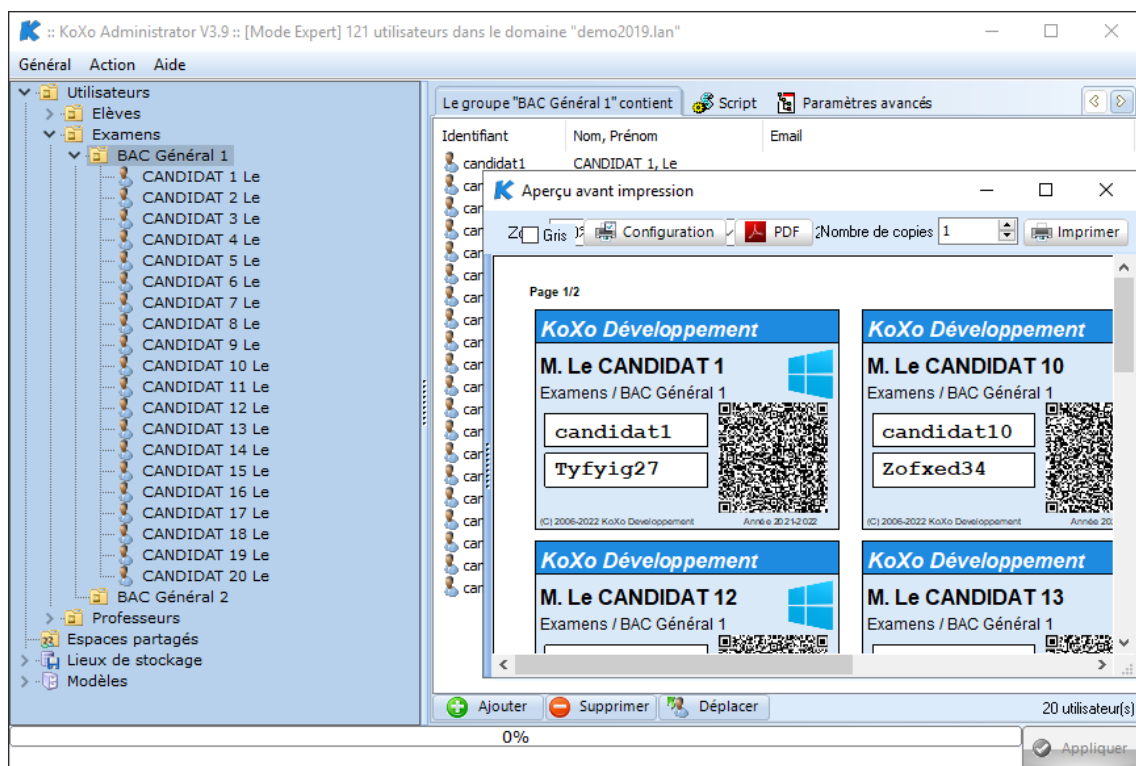 :: KoXo Administrator V3.9 :: [Mode Expert] 121 utilisateurs dans le domaine "demo2019.lan"
Général Action Aide
Utilisateurs
Elèves
Examens
BAC Général 1
CANDIDAT 1 Le
CANDIDAT 2 Le
CANDIDAT 3 Le
CANDIDAT 4 Le
CANDIDAT 5 Le
CANDIDAT 6 Le
CANDIDAT 7 Le
CANDIDAT 8 Le
CANDIDAT 9 Le
CANDIDAT 10 Le
CANDIDAT 11 Le
CANDIDAT 12 Le
CANDIDAT 13 Le
CANDIDAT 14 Le
CANDIDAT 15 Le
CANDIDAT 16 Le
CANDIDAT 17 Le
CANDIDAT 18 Le
CANDIDAT 19 Le
CANDIDAT 20 Le
BAC Général 2
Professeurs
Espaces partagés
Lieux de stockage
Modèles
Le groupe "BAC Général 1" contient Script Paramètres avancés
Identifiant Nom, Prénom Email
candidat1 CANDIDAT 1, Le
Aperçu avant impression
Gris Configuration PDF Nombre de copies 1 Imprimer
Page 1/2
KoXo Développement
M. Le CANDIDAT 1
Examens / BAC Général 1
candidat1
Tyfyig27
(C) 2006-2022 KoXo Developpement Année 2021-2022
KoXo Développement
M. Le CANDIDAT 10
Examens / BAC Général 1
candidat10
Zofxed34
(C) 2006-2022 KoXo Developpement Année
KoXo Développement
M. Le CANDIDAT 12
Examens / BAC Général 1
KoXo Développement
M. Le CANDIDAT 13
Examens / BAC Général 1
Ajouter Supprimer Déplacer 20 utilisateur(s)
0%
Appliquer